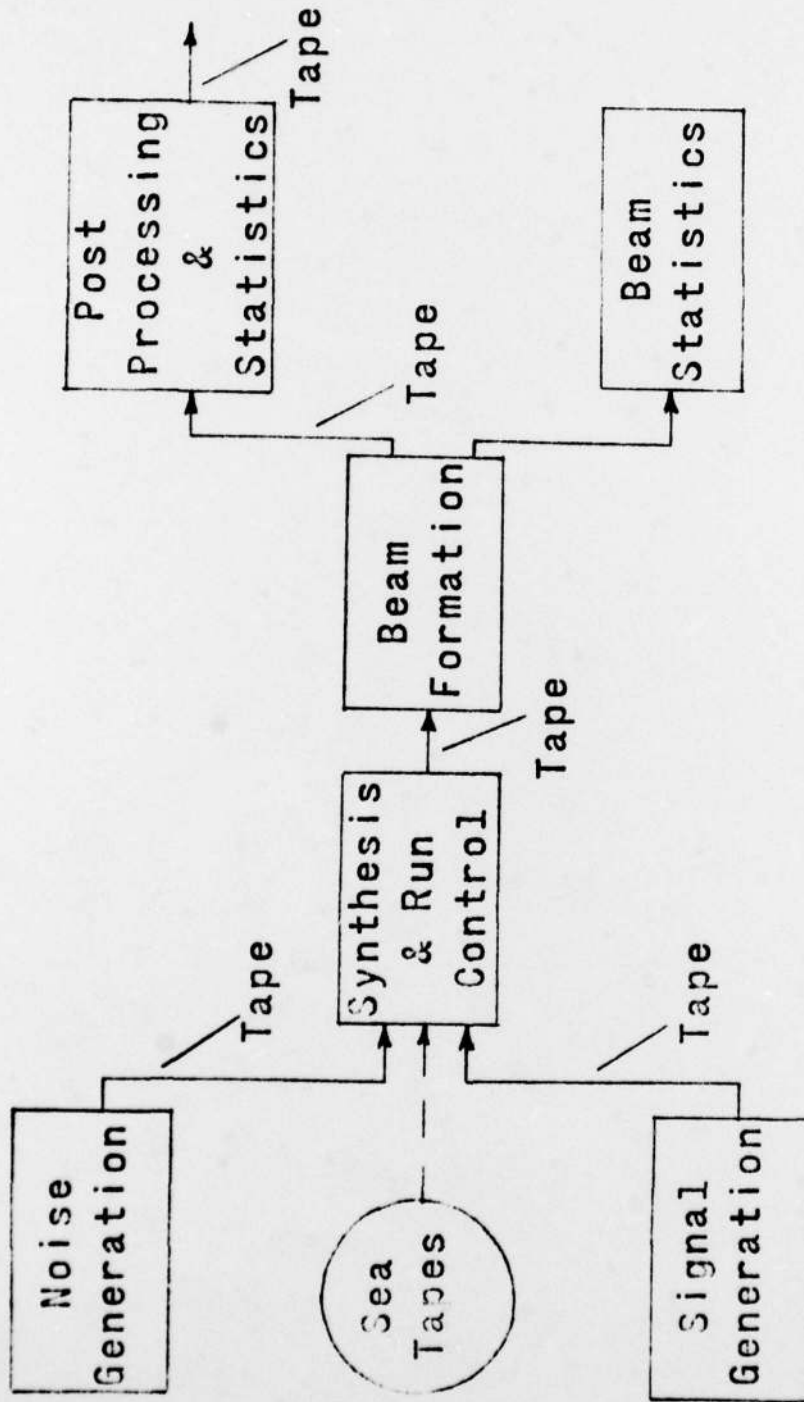 Noise
Generation
Tape
Sea
Tapes
Signal
Generation
Tape
Synthesis
& Run
Control
Tape
Beam
Formation
Tape
Post
Processing
&
Statistics
Tape
Beam
Statistics